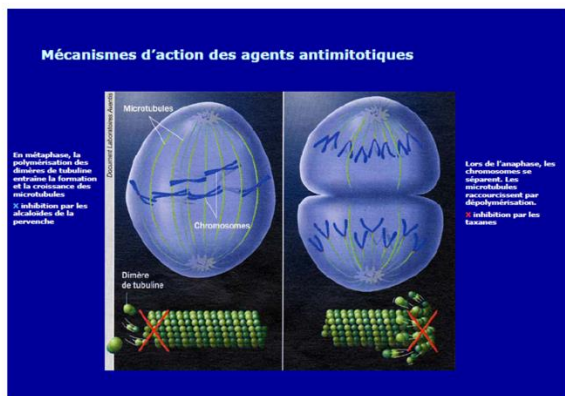 Mécanismes d'action des agents antimitotiques
Document Laboratoires Aventis
Microtubules
Chromosomes
Dimère
de tubuline
En métaphase, la
polymérisation des
dimères de tubuline
entraîne la formation
et la croissance des
microtubules
X inhibition par les
alcaloïdes de la
pervenche
Lors de l'anaphase, les
chromosomes se
séparent. Les
microtubules
raccourcissent par
dépolymérisation.
X inhibition par les
taxanes